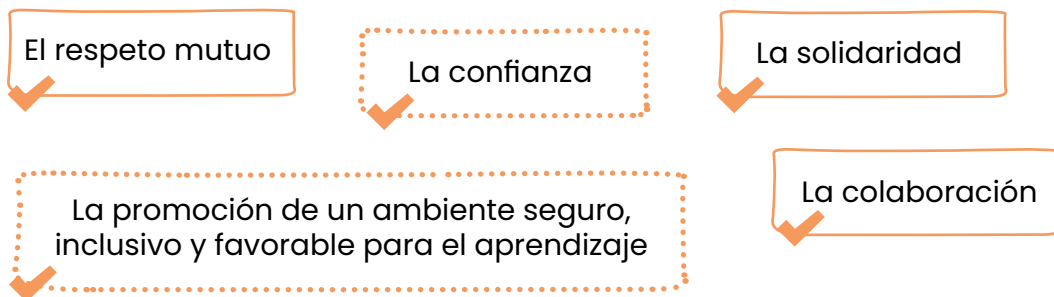 El respeto mutuo
La confianza
La solidaridad
La promoción de un ambiente seguro,
inclusivo y favorable para el aprendizaje
La colaboración